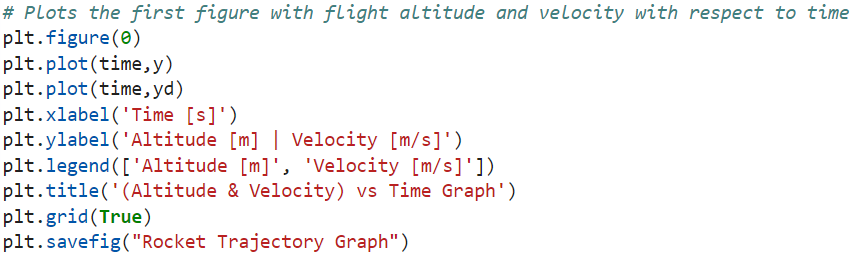 # Plots the first figure with flight altitude and velocity with respect to time
plt.figure(0)
plt.plot(time,y)
plt.plot(time,yd)
plt.xlabel('Time [s]')
plt.ylabel('Altitude [m] | Velocity [m/s]')
plt.legend(['Altitude [m]', 'Velocity [m/s]'])
plt.title('(Altitude & Velocity) vs Time Graph')
plt.grid(True)
plt.savefig("Rocket Trajectory Graph")